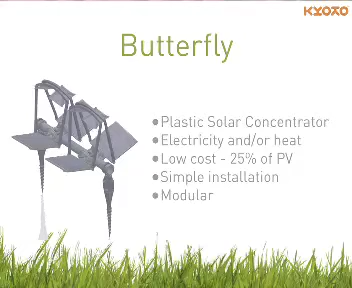 KYOTO
Butterfly
•Plastic Solar Concentrator
•Electricity and/or heat
•Low cost - 25% of PV
•Simple installation
•Modular